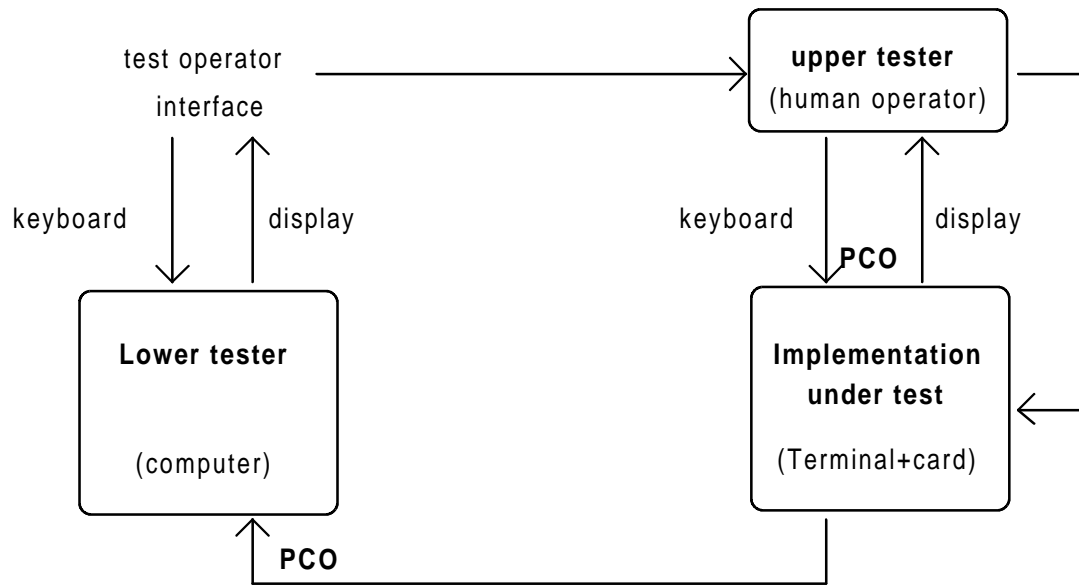 test operator
interface
upper tester
(human operator)
keyboard
display
keyboard
display
PCO
Lower tester
(computer)
Implementation
under test
(Terminal+card)
PCO